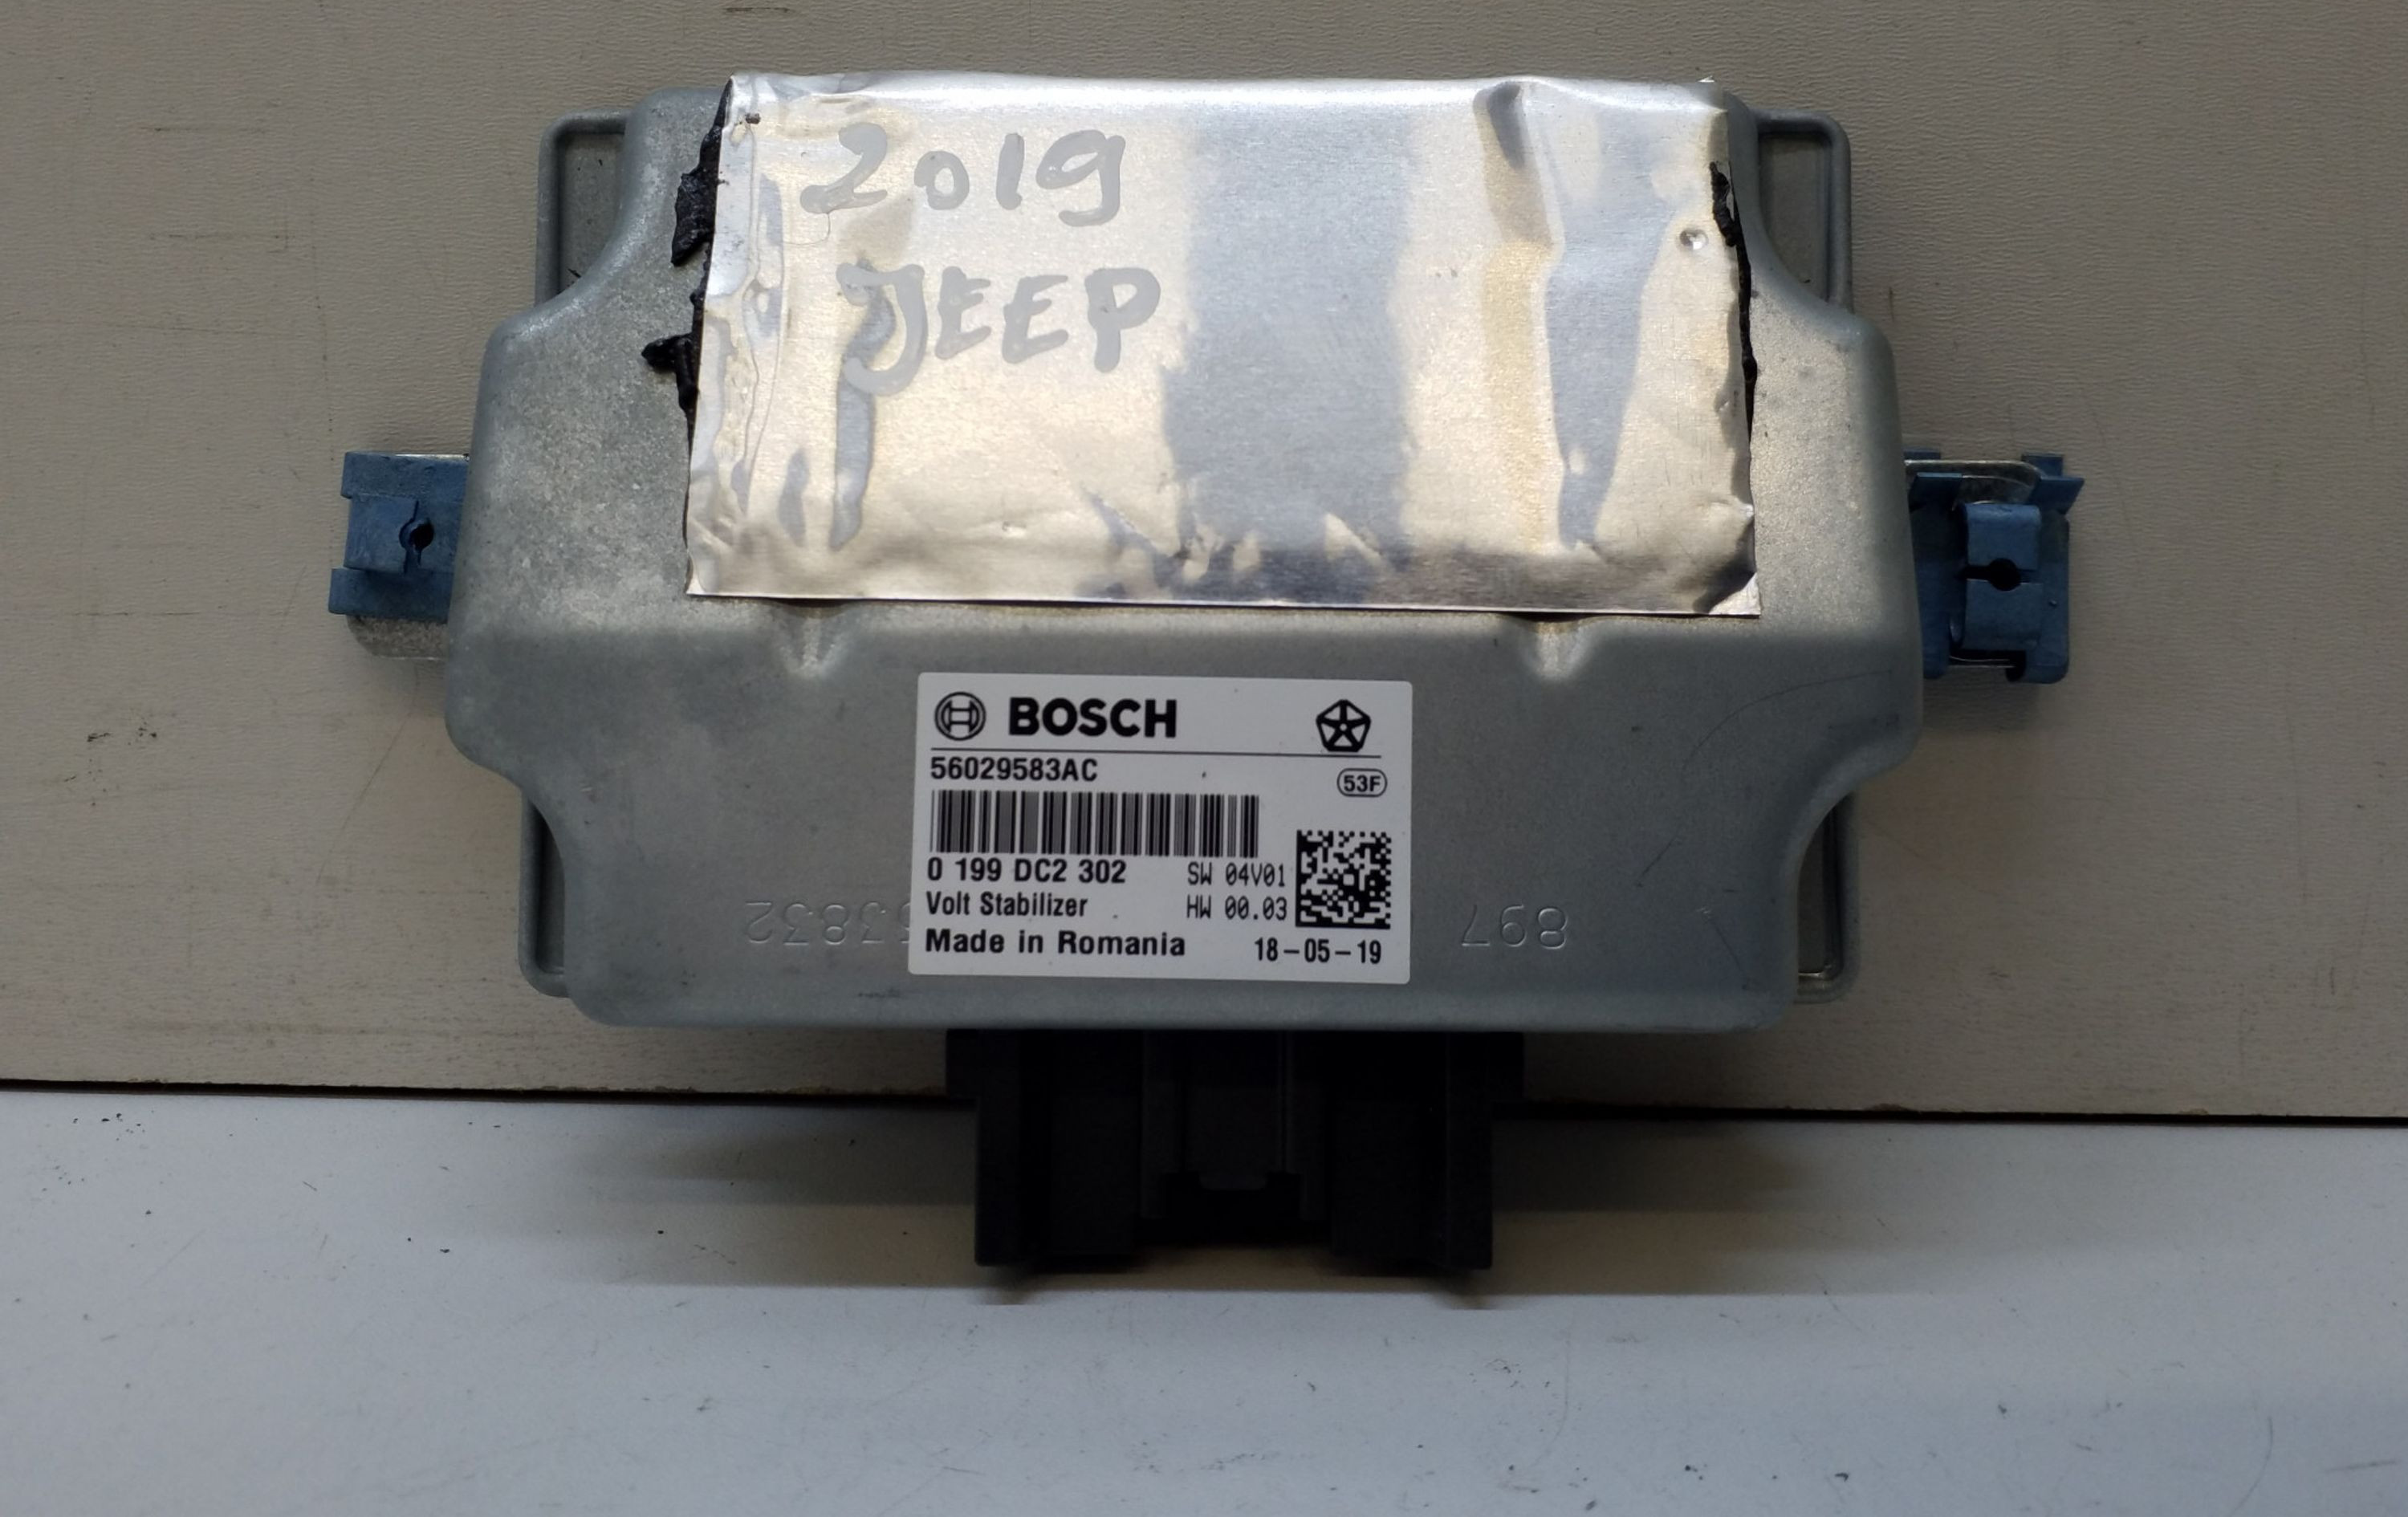 2019
JEEP
BOSCH
56029583AC
53F
0 199 DC2 302
SW 04V01
Volt Stabilizer
HW 00.03
Made in Romania
18-05-19
897